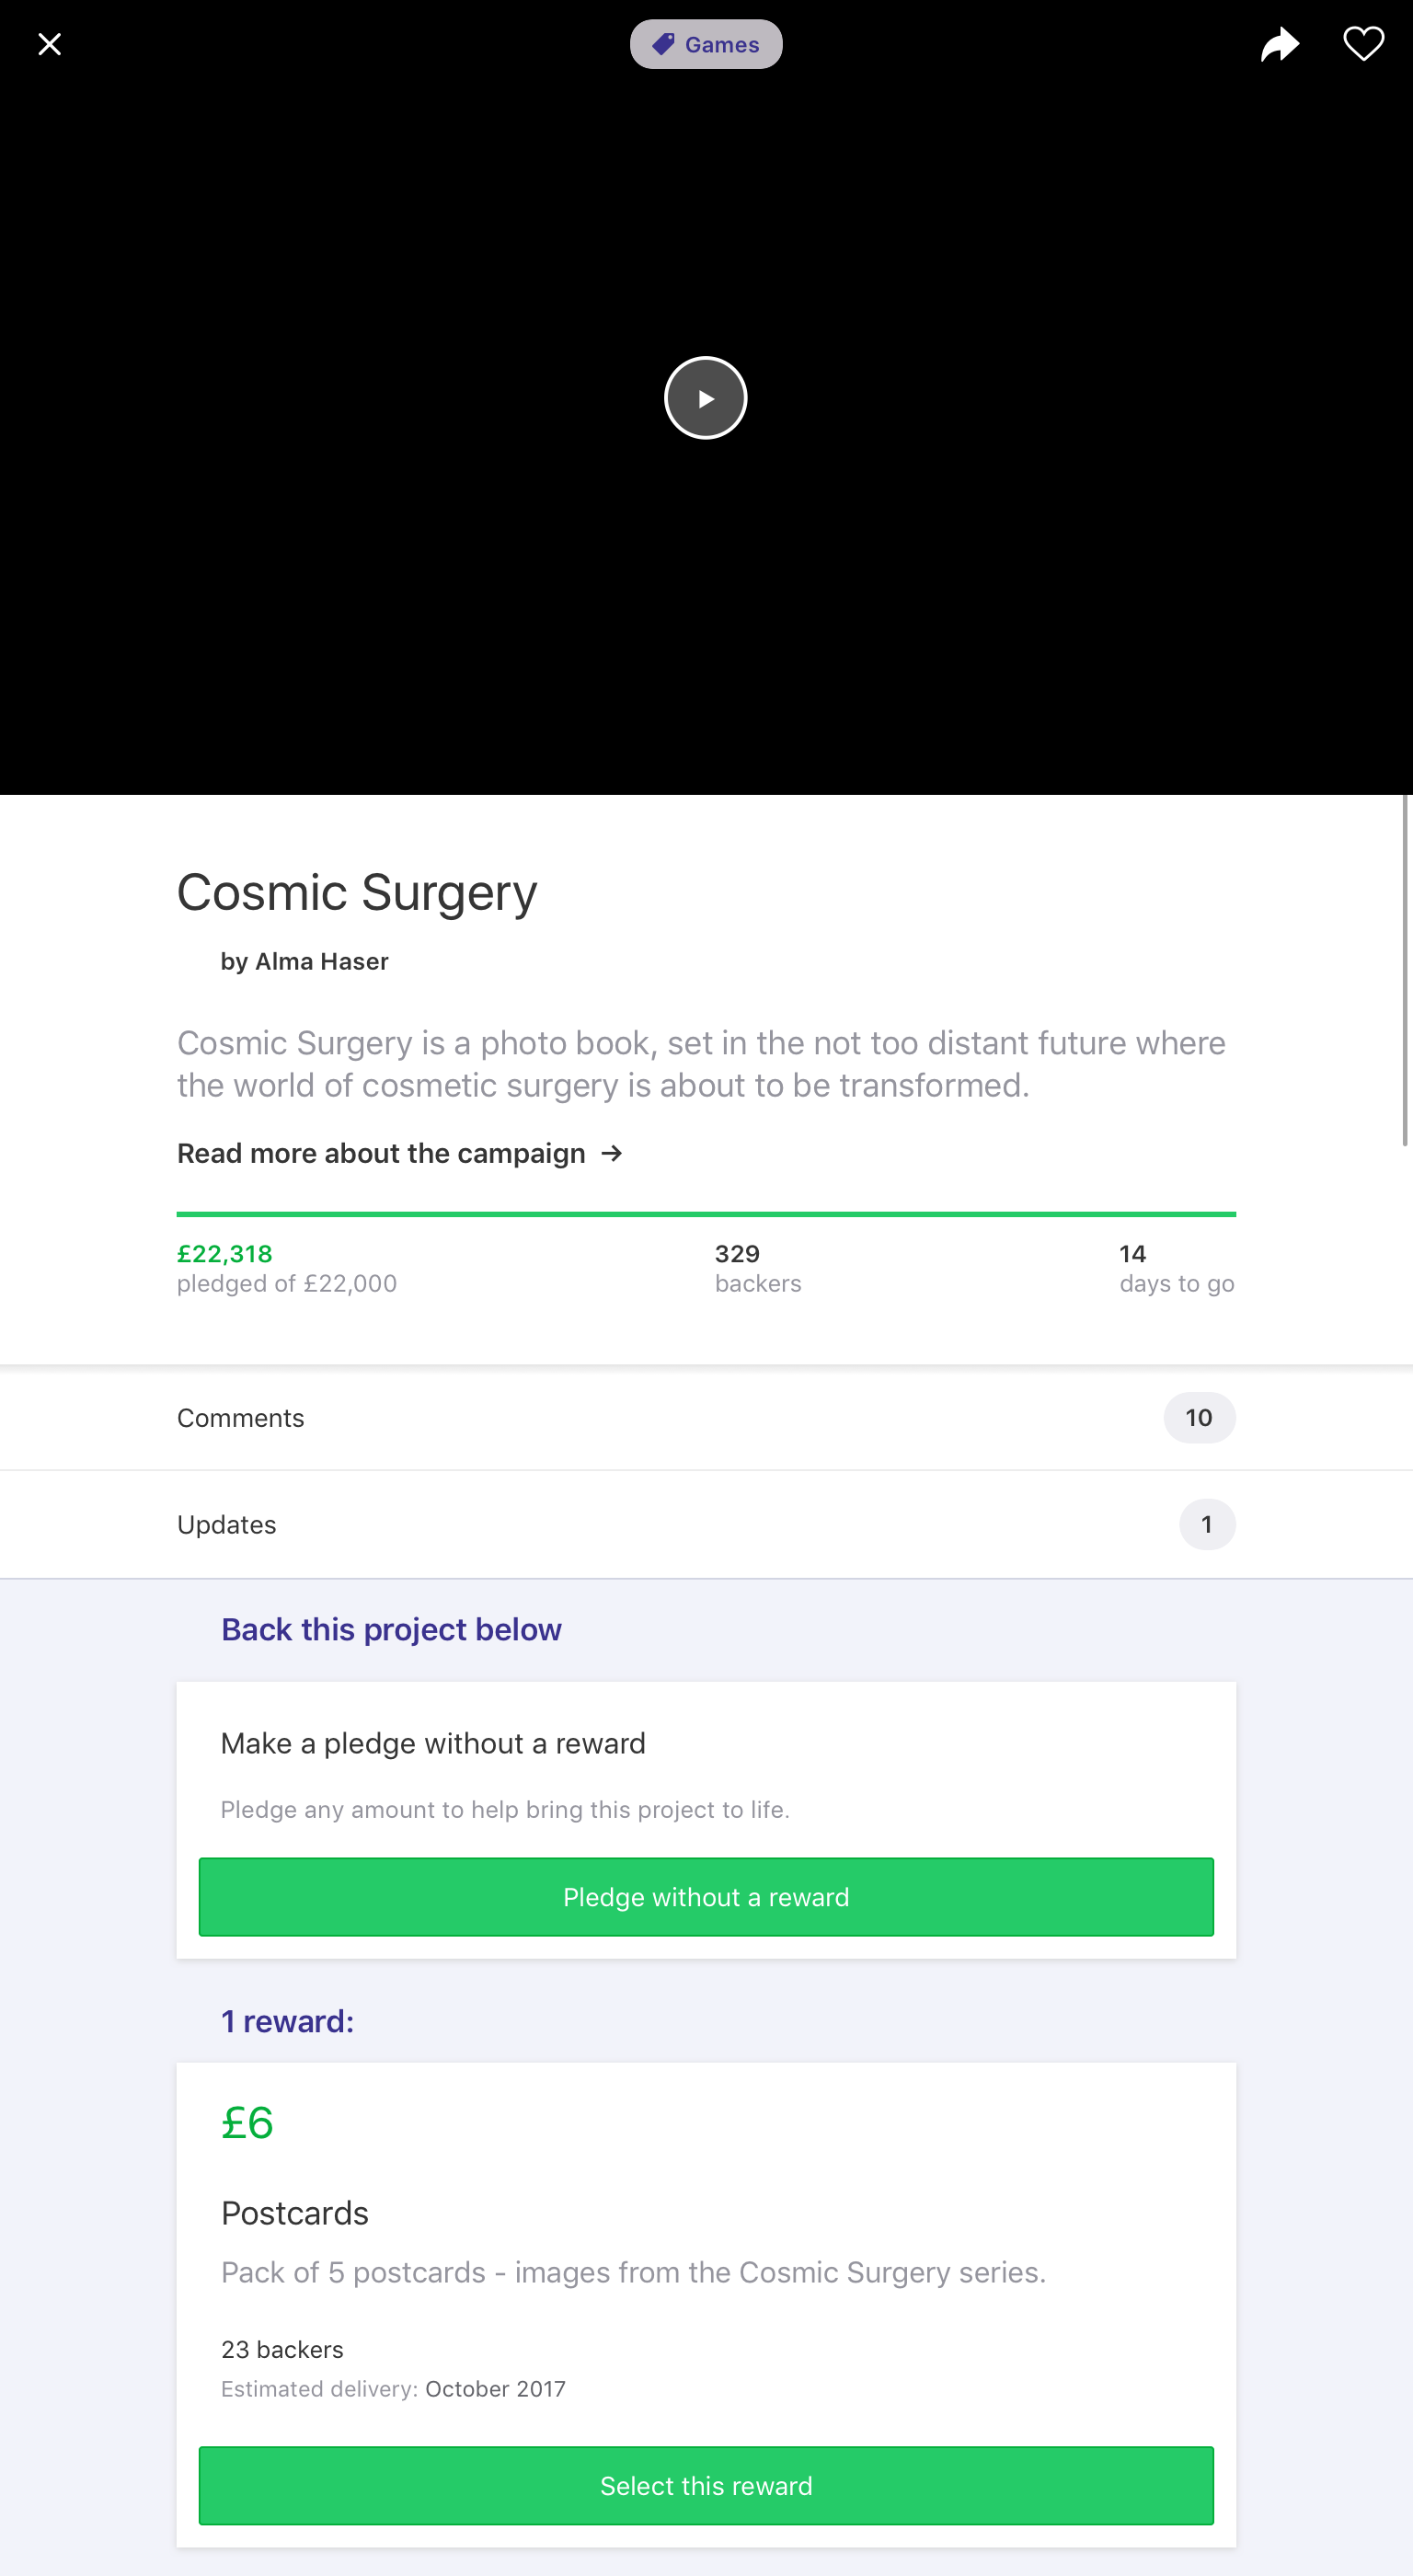 Games
Cosmic Surgery
by Alma Haser
Cosmic Surgery is a photo book, set in the not too distant future where
the world of cosmetic surgery is about to be transformed.
Read more about the campaign →
£22,318
pledged of £22,000
329
backers
14
days to go
Comments
10
Updates
1
Back this project below
Make a pledge without a reward
Pledge any amount to help bring this project to life.
Pledge without a reward
1 reward:
£6
Postcards
Pack of 5 postcards - images from the Cosmic Surgery series.
23 backers
Estimated delivery: October 2017
Select this reward